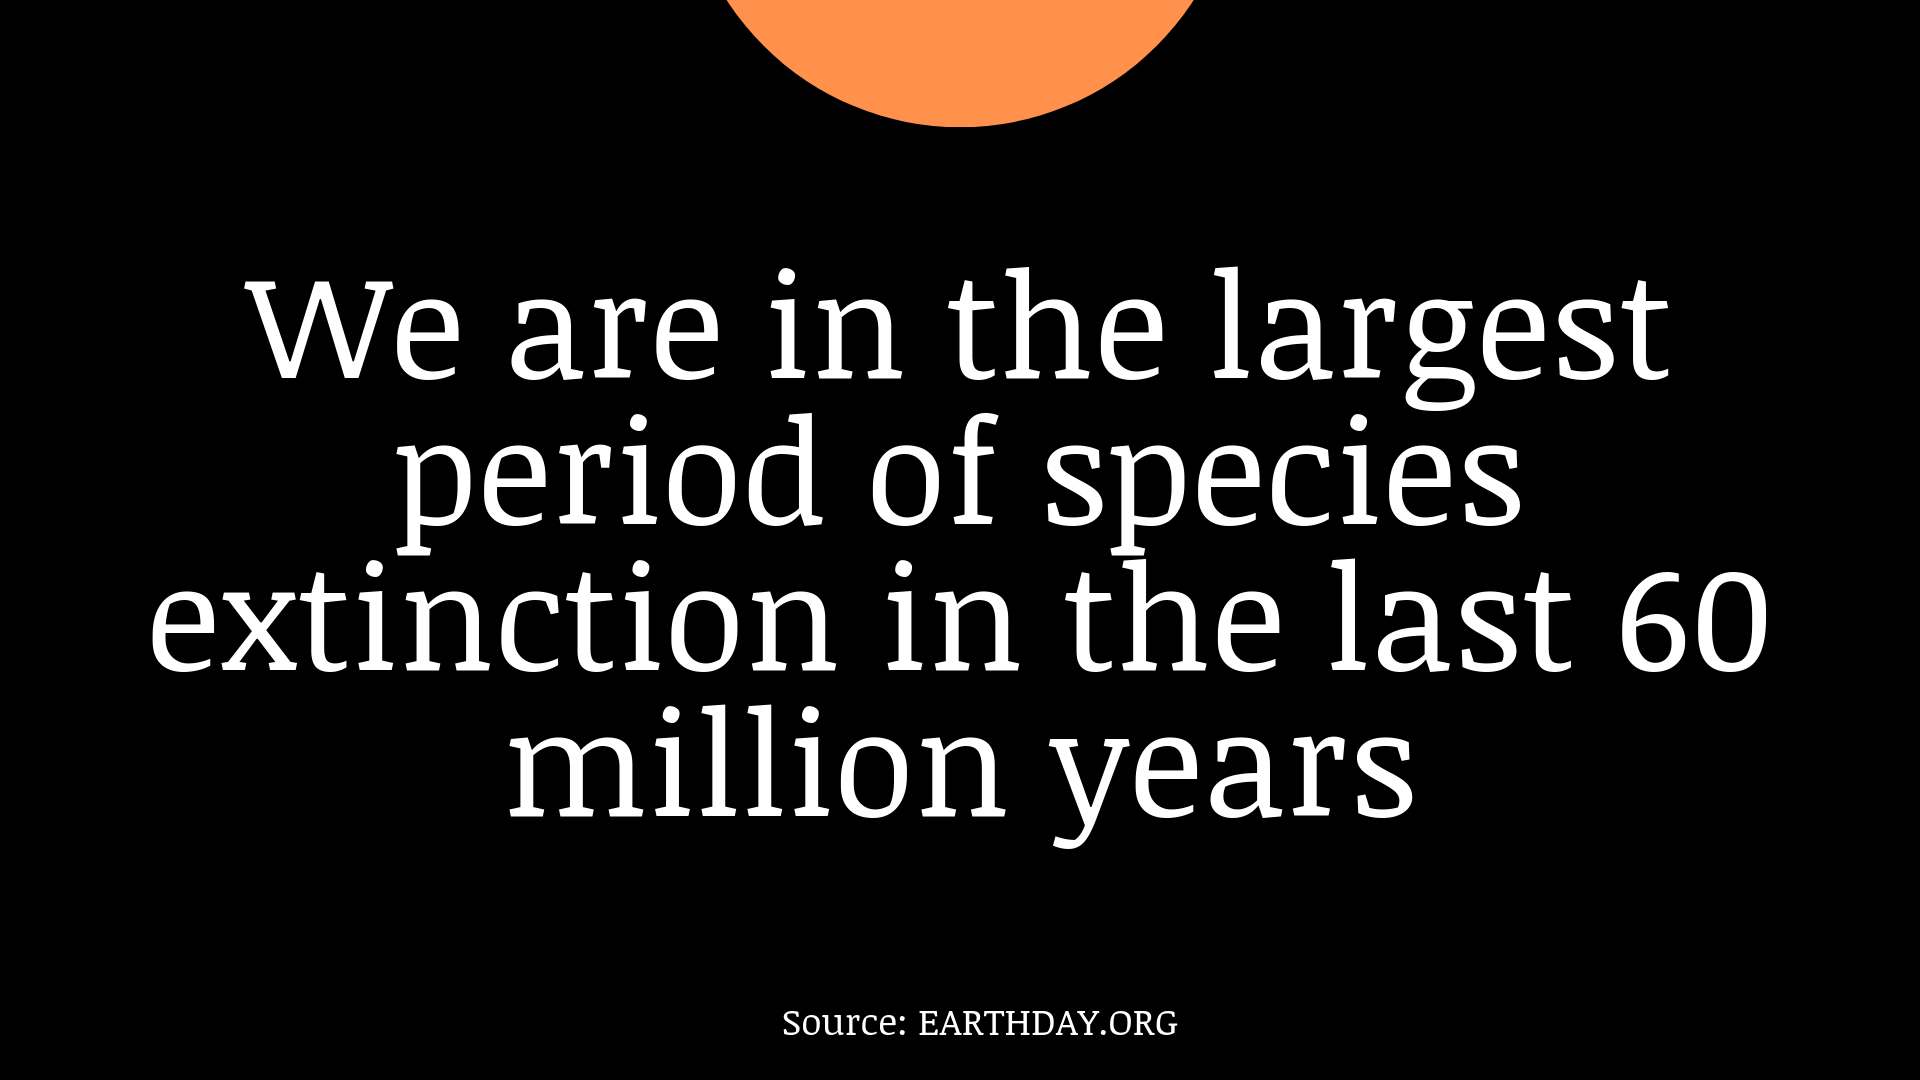 We are in the largest
period of species
extinction in the last 60
million years
Source: EARTHDAY.ORG